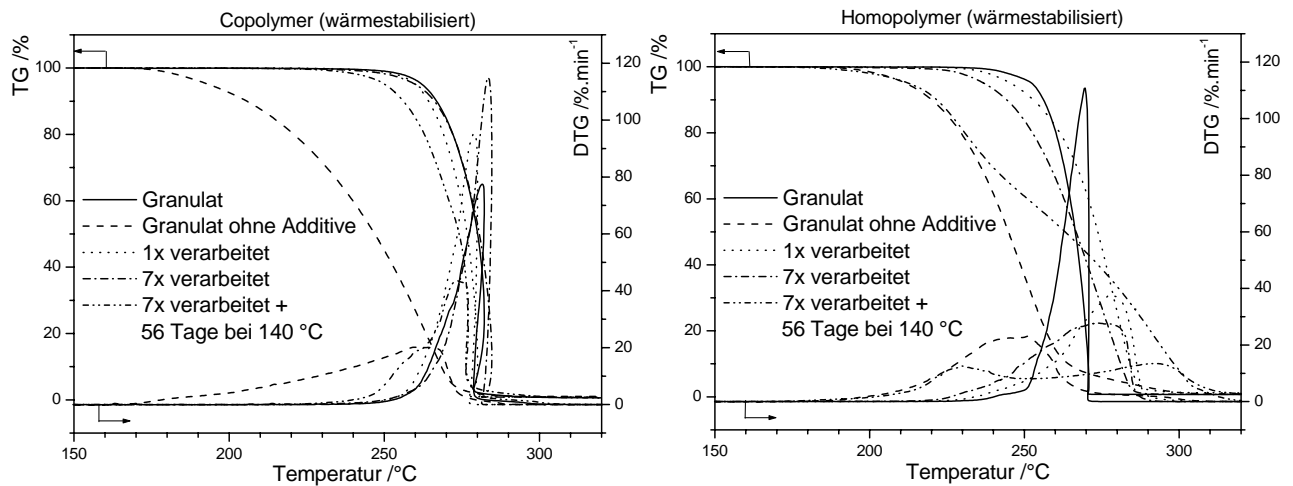 Copolymer (wärmestabilisiert)
TG /%
100
80
60
40
20
0
120
100
80
60
40
20
0
DTG /%.min⁻¹
Granulat
Granulat ohne Additive
1x verarbeitet
7x verarbeitet
7x verarbeitet +
56 Tage bei 140 °C
150
200
250
300
Temperatur /°C
Homopolymer (wärmestabilisiert)
TG /%
100
80
60
40
20
0
120
100
80
60
40
20
0
DTG /%.min⁻¹
Granulat
Granulat ohne Additive
1x verarbeitet
7x verarbeitet
7x verarbeitet +
56 Tage bei 140 °C
150
200
250
300
Temperatur /°C